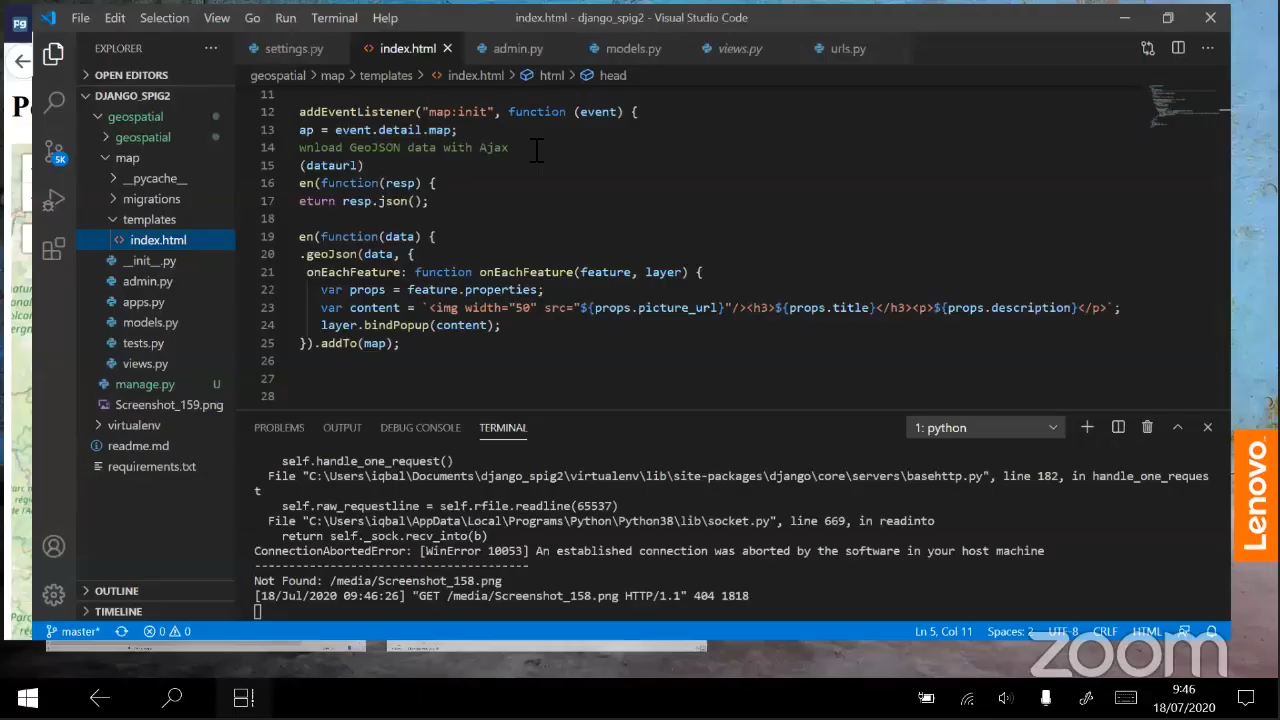 File Edit Selection View Go Run Terminal Help
index.html - django_spig2 - Visual Studio Code
pg
EXPLORER
settings.py
index.html
admin.py
models.py
views.py
urls.py
OPEN EDITORS
geospatial > map > templates > index.html > html > head
DJANGO_SPIG2
geospatial
geospatial
map
__pycache__
migrations
templates
index.html
__init__.py
admin.py
apps.py
models.py
tests.py
views.py
manage.py U
Screenshot_159.png
virtualenv
readme.md
requirements.txt
OUTLINE
TIMELINE
5K
11
12 addEventListener("map:init", function (event) {
13 ap = event.detail.map;
14 wnload GeoJSON data with Ajax
15 (dataurl)
16 en(function(resp) {
17 eturn resp.json();
18
19 en(function(data) {
20 .geoJson(data, {
21 onEachFeature: function onEachFeature(feature, layer) {
22 var props = feature.properties;
23 var content = `<img width="50" src="${props.picture_url}"/><h3>${props.title}</h3><p>${props.description}</p>`;
24 layer.bindPopup(content);
25 }).addTo(map);
26
27
28
PROBLEMS OUTPUT DEBUG CONSOLE TERMINAL
1: python
self.handle_one_request()
File "C:\Users\iqbal\Documents\django_spig2\virtualenv\lib\site-packages\django\core\servers\basehttp.py", line 182, in handle_one_reques
t
self.raw_requestline = self.rfile.readline(65537)
File "C:\Users\iqbal\AppData\Local\Programs\Python\Python38\lib\socket.py", line 669, in readinto
return self._sock.recv_into(b)
ConnectionAbortedError: [WinError 10053] An established connection was aborted by the software in your host machine
----------------------------------------
Not Found: /media/Screenshot_158.png
[18/Jul/2020 09:46:26] "GET /media/Screenshot_158.png HTTP/1.1" 404 1818
master* 0 0
Ln 5, Col 11 Spaces: 2 UTF-8 CRLF HTML
Lenovo
zoom
9:46
18/07/2020